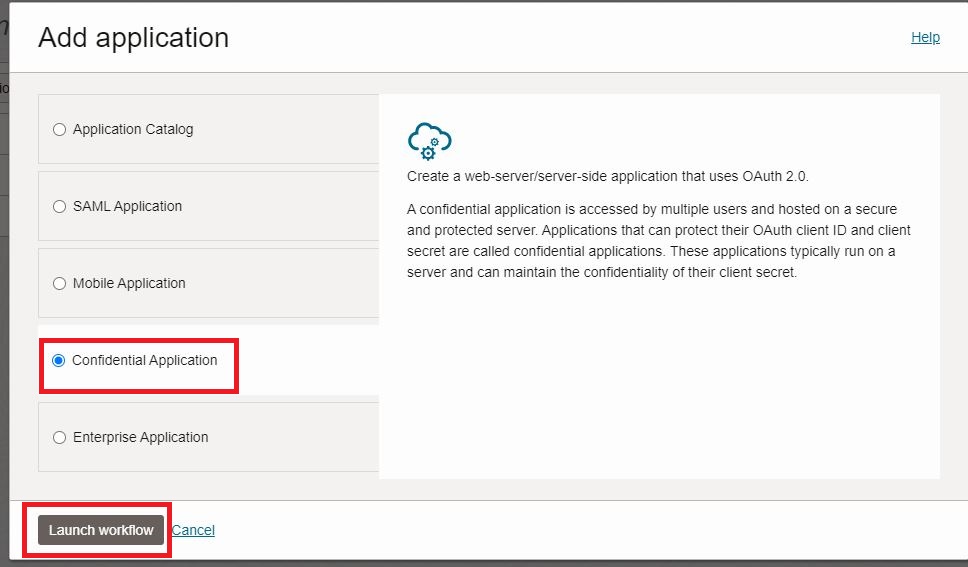 Add application
Help
Application Catalog
SAML Application
Mobile Application
Confidential Application
Enterprise Application
Create a web-server/server-side application that uses OAuth 2.0.
A confidential application is accessed by multiple users and hosted on a secure
and protected server. Applications that can protect their OAuth client ID and client
secret are called confidential applications. These applications typically run on a
server and can maintain the confidentiality of their client secret.
Launch workflow
Cancel